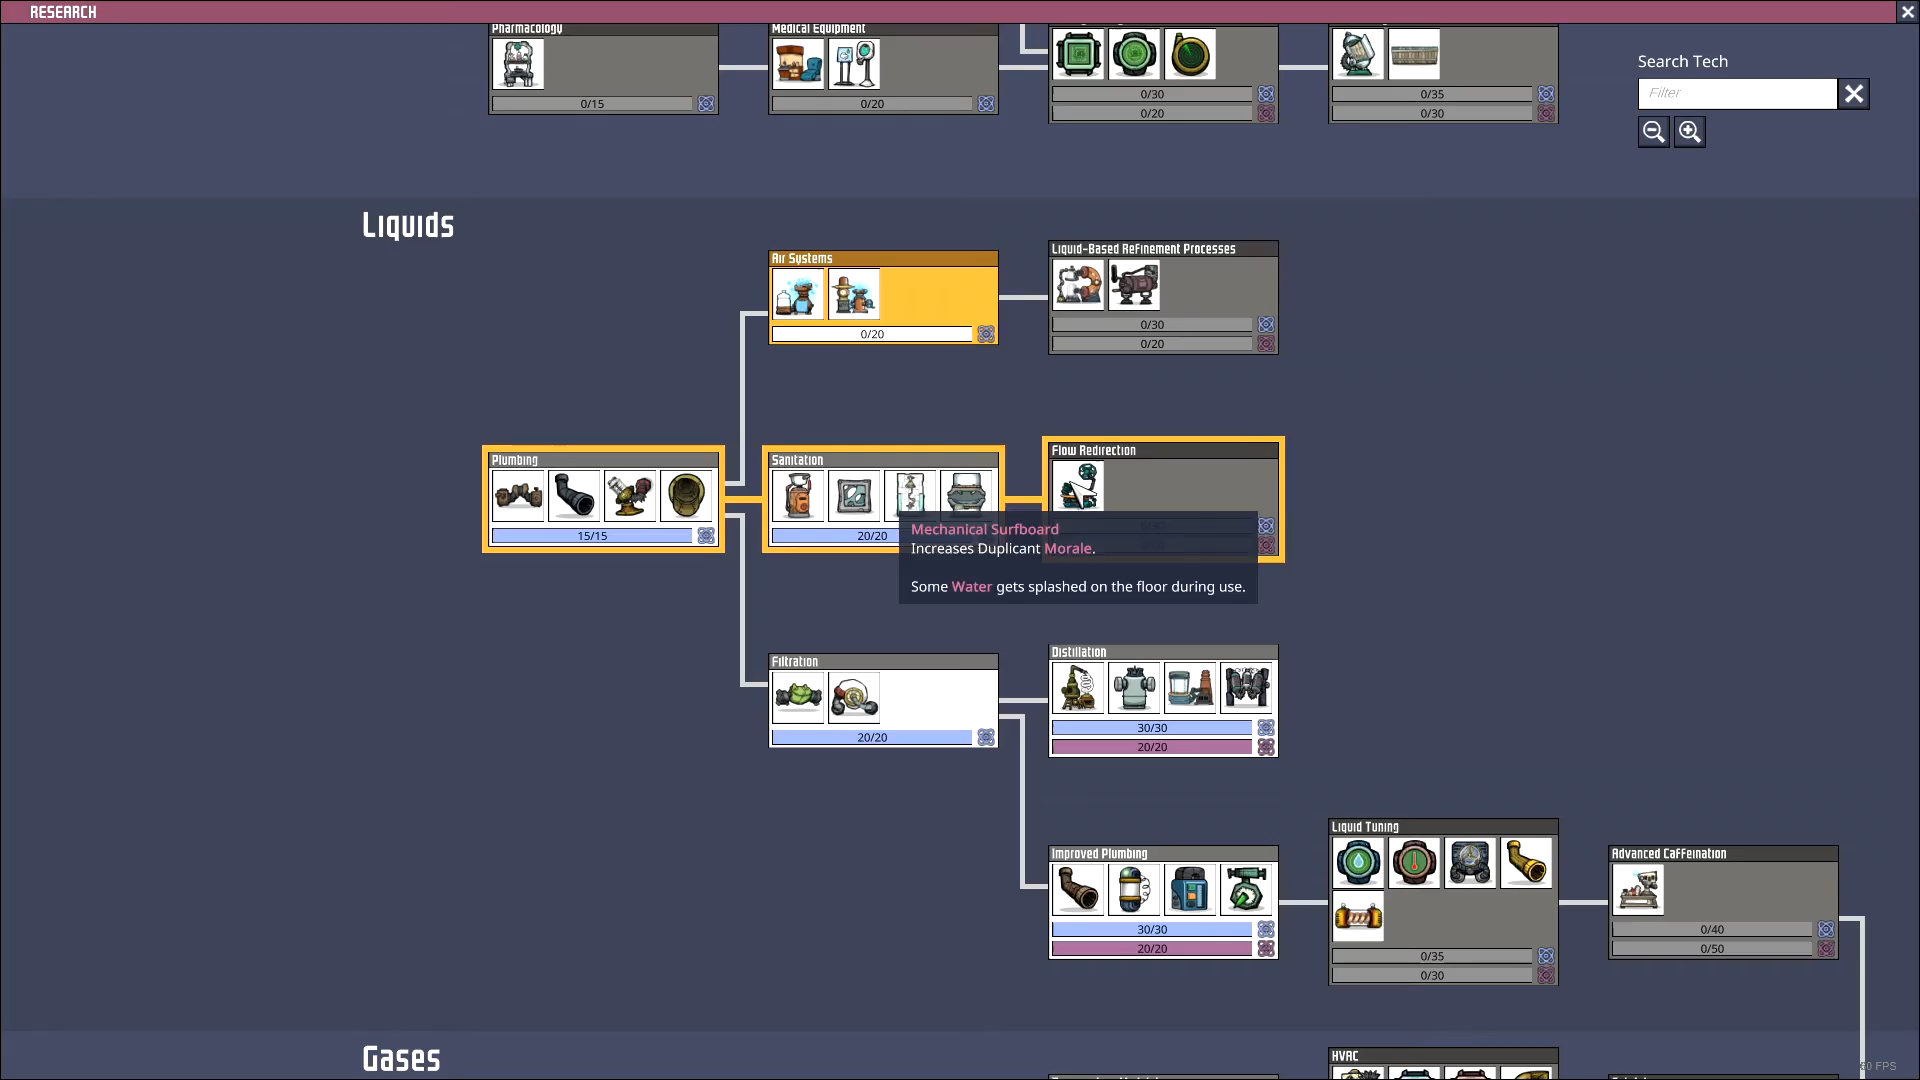 RESEARCH
Pharmacology
0/15
Medical Equipment
0/20
0/30
0/20
0/35
0/30
Search Tech
Filter
Liquids
Air Systems
0/20
Liquid-Based Refinement Processes
0/30
0/20
Plumbing
15/15
Sanitation
20/20
Flow Redirection
Mechanical Surfboard
Increases Duplicant Morale.
Some Water gets splashed on the floor during use.
Filtration
20/20
Distillation
30/30
20/20
Improved Plumbing
30/30
20/20
Liquid Tuning
0/35
0/30
Advanced Caffeination
0/40
0/50
Gases
HVAC
60 FPS